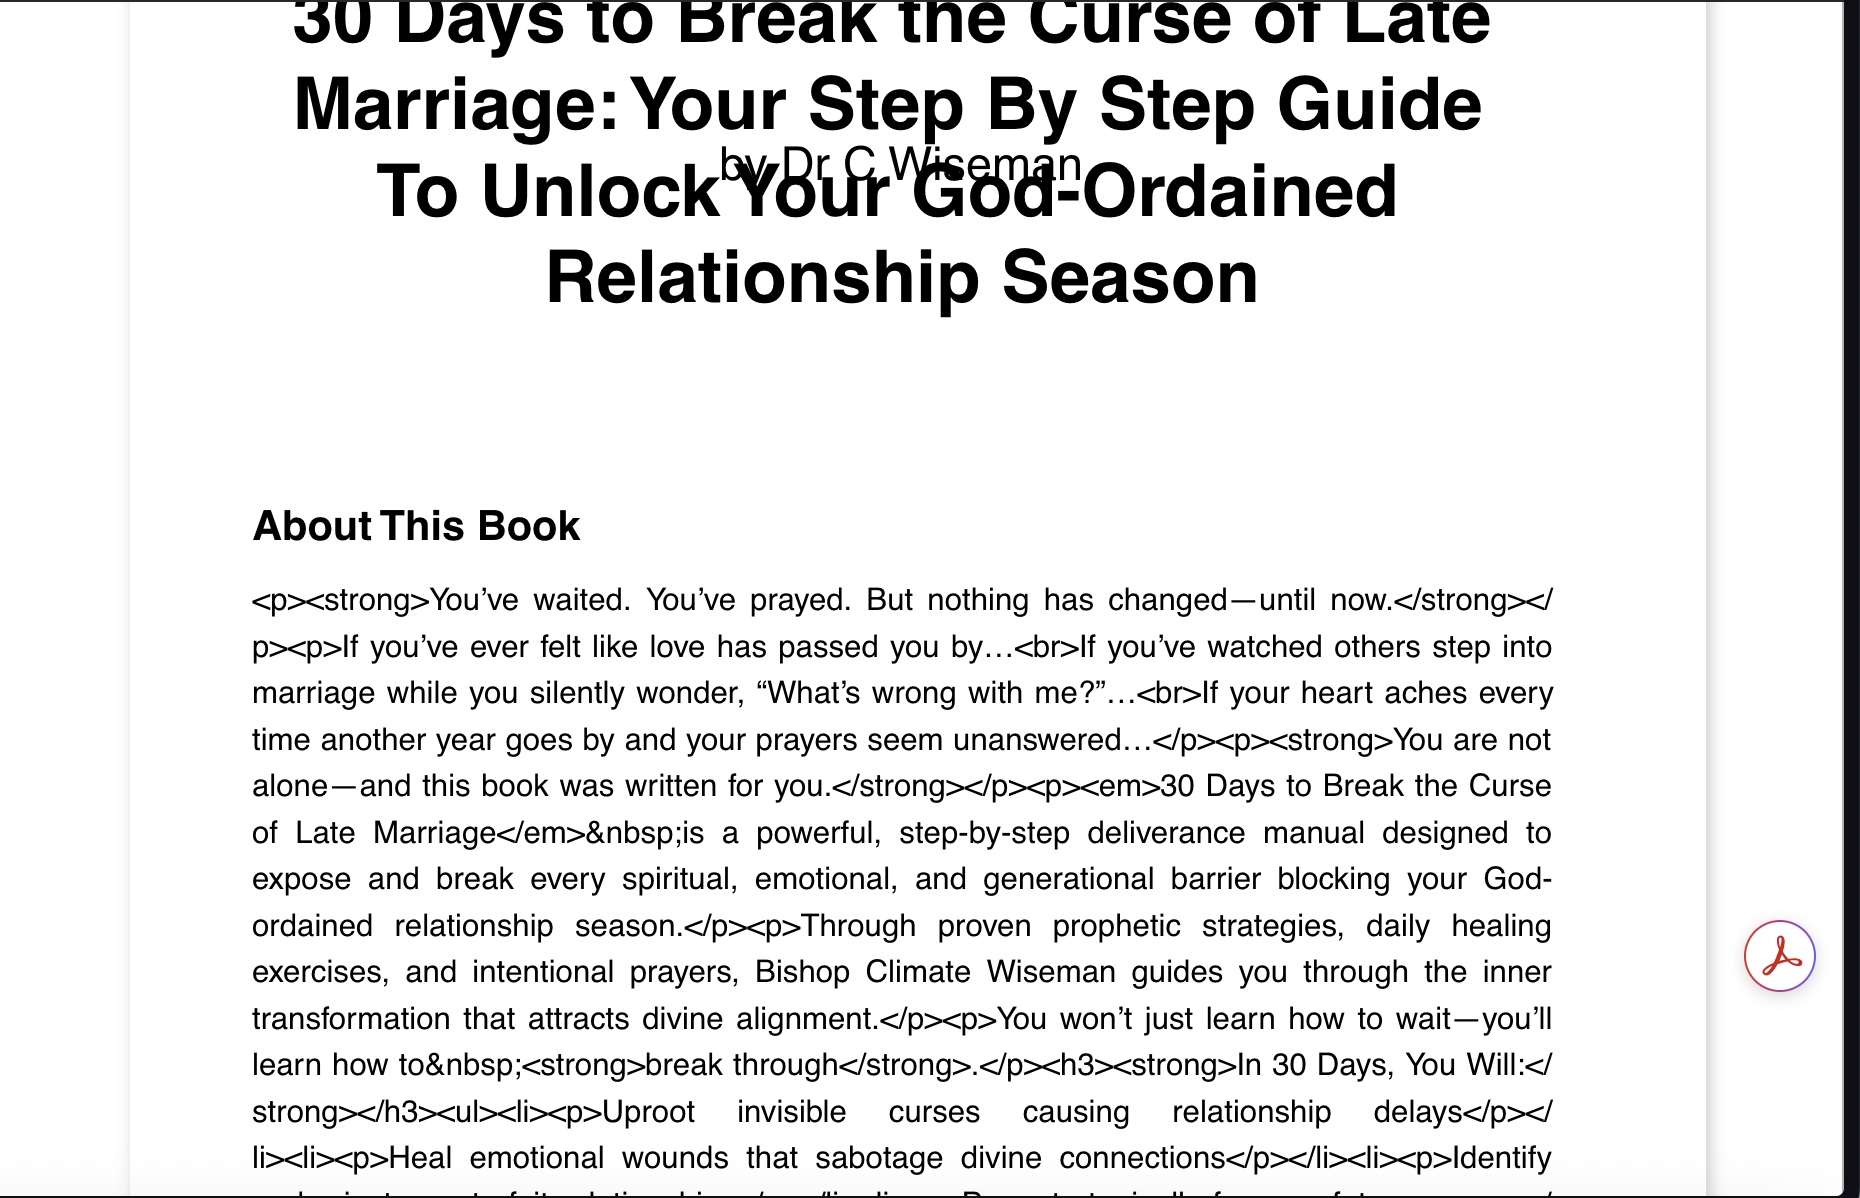 30 Days to Break the Curse of Late
Marriage: Your Step By Step Guide
by Dr C Wiseman
To Unlock Your God-Ordained
Relationship Season
About This Book
<p><strong>You’ve waited. You’ve prayed. But nothing has changed—until now.</strong></
p><p>If you’ve ever felt like love has passed you by…<br>If you’ve watched others step into
marriage while you silently wonder, “What’s wrong with me?”…<br>If your heart aches every
time another year goes by and your prayers seem unanswered…</p><p><strong>You are not
alone—and this book was written for you.</strong></p><p><em>30 Days to Break the Curse
of Late Marriage</em>&nbsp;is a powerful, step-by-step deliverance manual designed to
expose and break every spiritual, emotional, and generational barrier blocking your God-
ordained relationship season.</p><p>Through proven prophetic strategies, daily healing
exercises, and intentional prayers, Bishop Climate Wiseman guides you through the inner
transformation that attracts divine alignment.</p><p>You won’t just learn how to wait—you’ll
learn how to&nbsp;<strong>break through</strong>.</p><h3><strong>In 30 Days, You Will:</
strong></h3><ul><li><p>Uproot invisible curses causing relationship delays</p></
li><li><p>Heal emotional wounds that sabotage divine connections</p></li><li><p>Identify